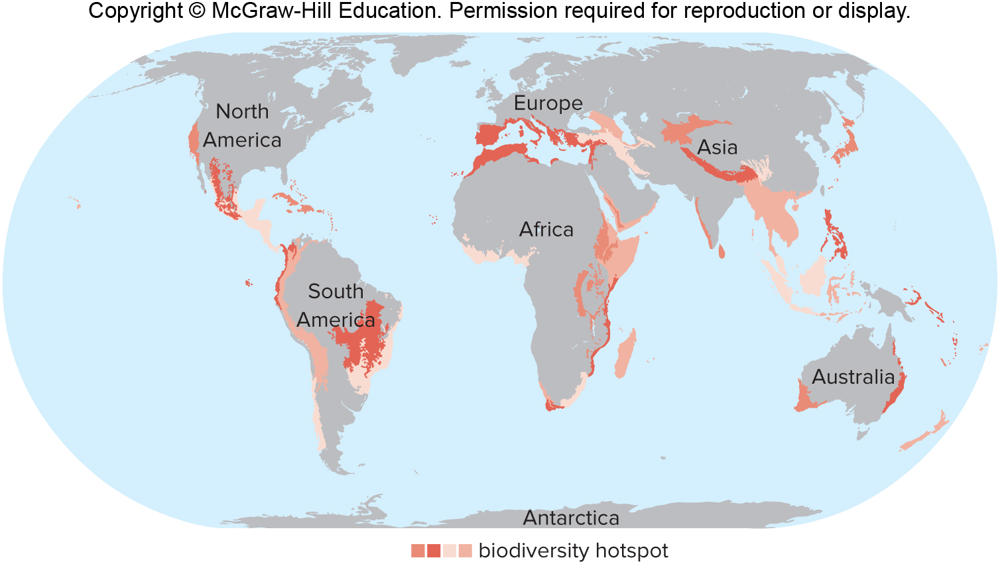 Copyright © McGraw-Hill Education. Permission required for reproduction or display.
North
America
Europe
Asia
Africa
South
America
Australia
Antarctica
biodiversity hotspot